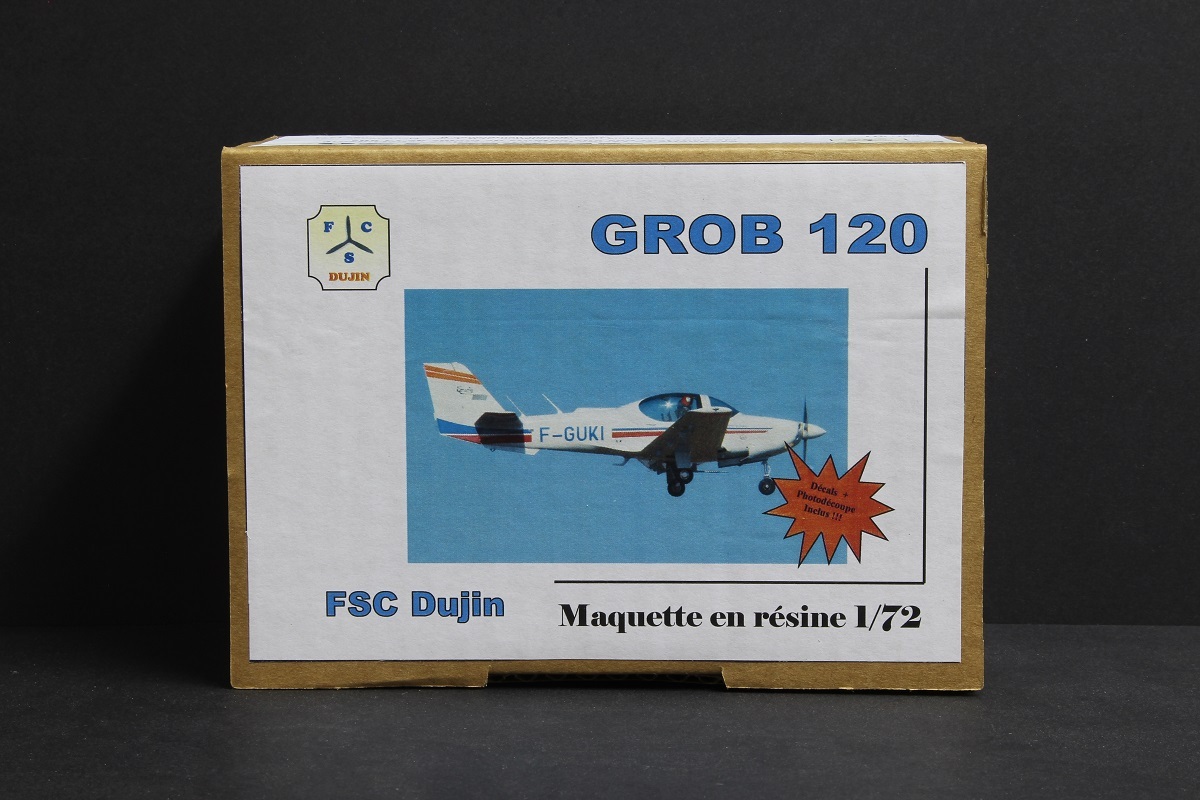 F C
S
DUJIN
GROB 120
F-GUKI
Décals +
Photodécoupe
Inclus !!!
FSC Dujin
Maquette en résine 1/72